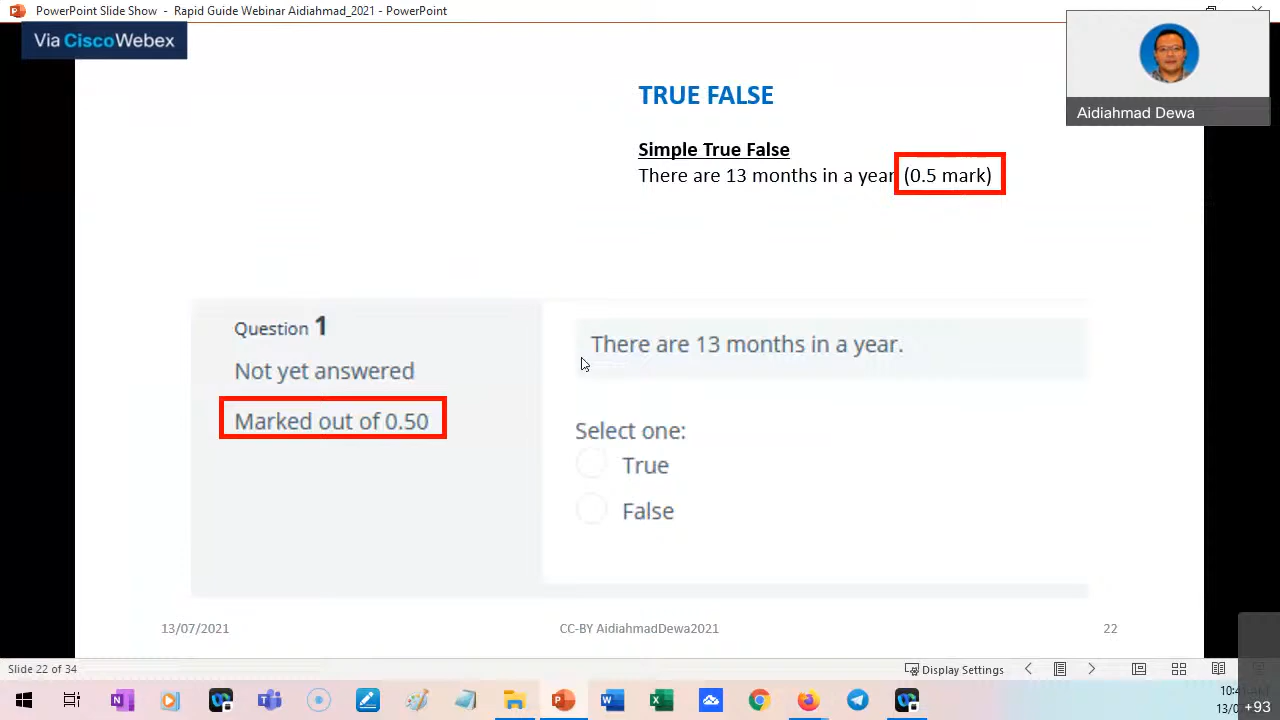 PowerPoint Slide Show - Rapid Guide Webinar Aidiahmad_2021 - PowerPoint
Via CiscoWebex
Aidiahmad Dewa
TRUE FALSE
Simple True False
There are 13 months in a year (0.5 mark)
Question 1
Not yet answered
Marked out of 0.50
There are 13 months in a year.
Select one:
True
False
13/07/2021
CC-BY AidiahmadDewa2021
22
Slide 22 of 34
Display Settings
+93